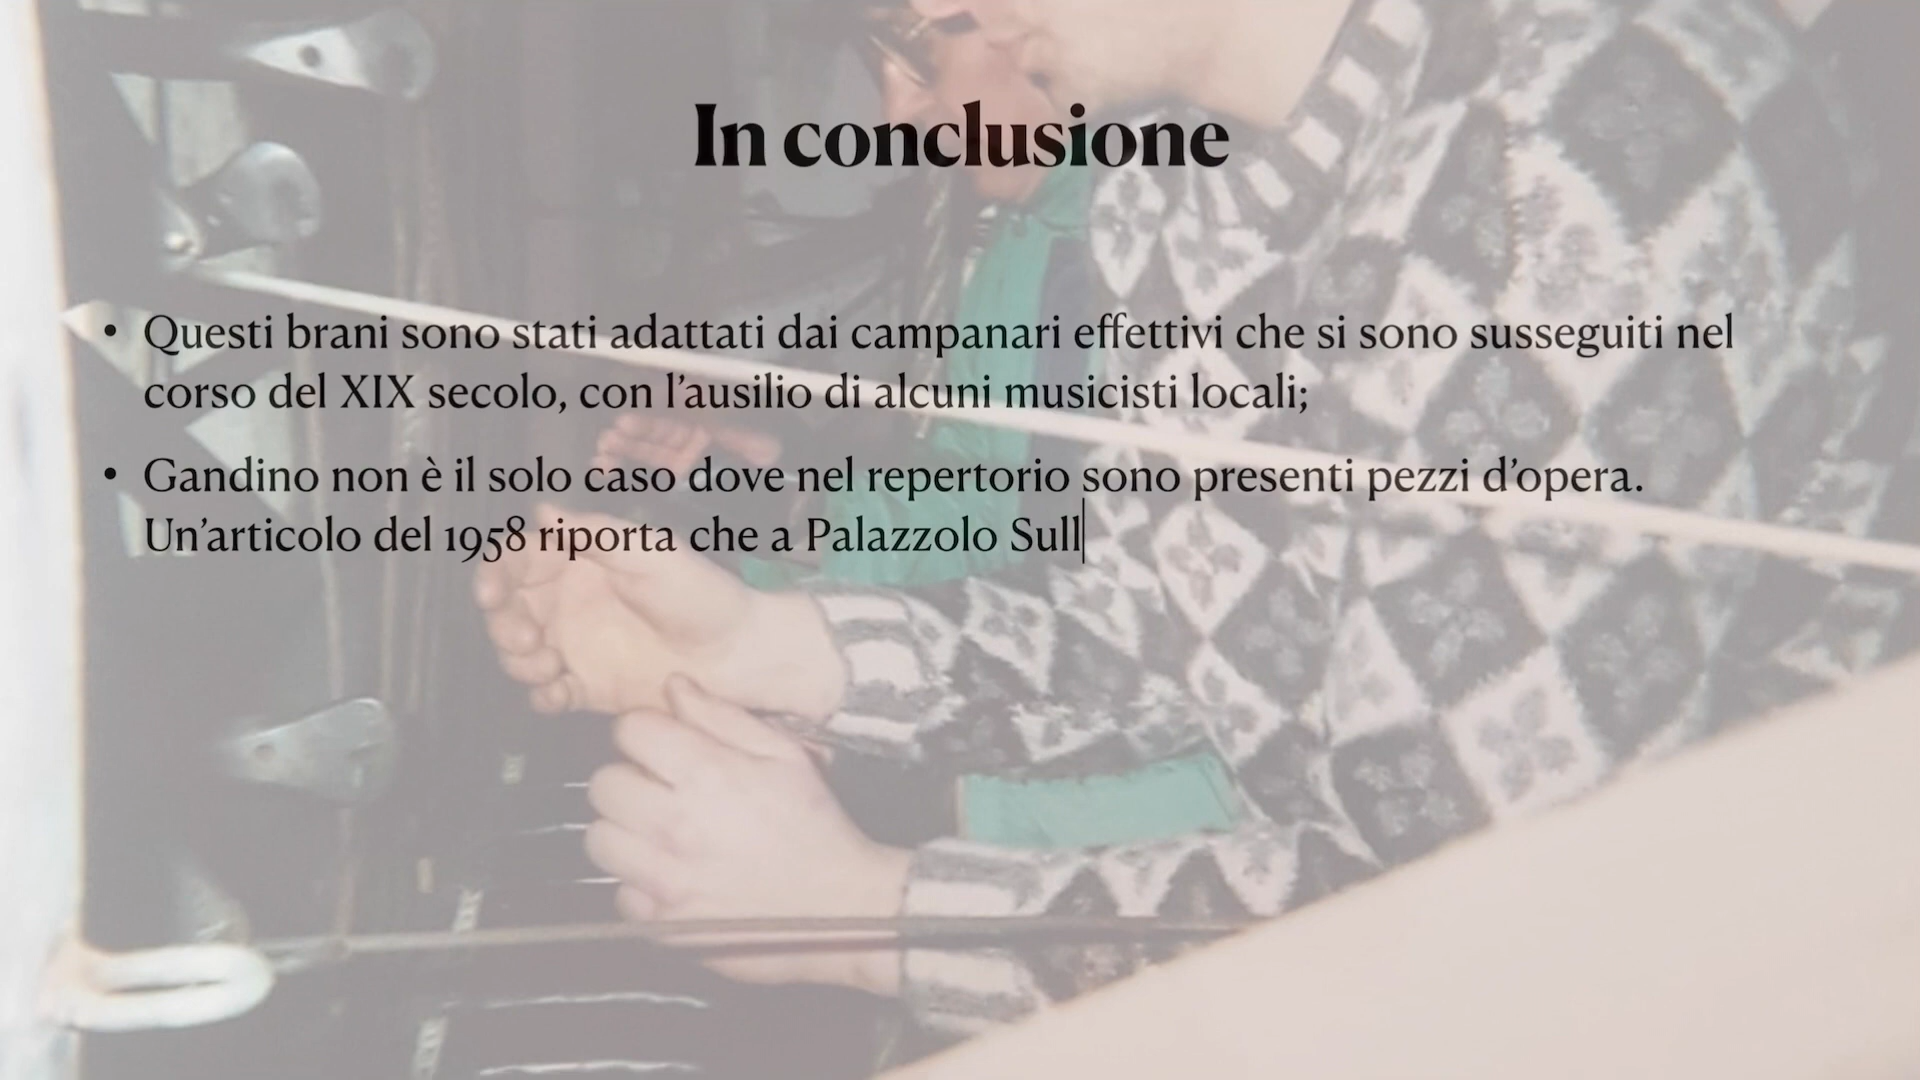 In conclusione
• Questi brani sono stati adattati dai campanari effettivi che si sono susseguiti nel
corso del XIX secolo, con l’ausilio di alcuni musicisti locali;
• Gandino non è il solo caso dove nel repertorio sono presenti pezzi d’opera.
Un’articolo del 1958 riporta che a Palazzolo Sull